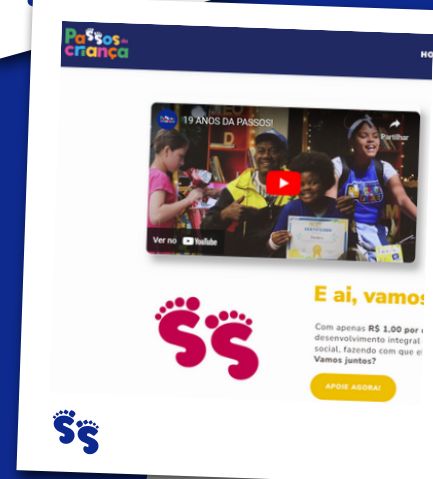 Passos da
criança
HO
19 ANOS DA PASSOS!
Partilhar
CERTIFICADO
Ver no YouTube
E ai, vamos
Com apenas R$ 1,00 por
desenvolvimento integral
social, fazendo com que
Vamos juntos?
APOIE AGORA!